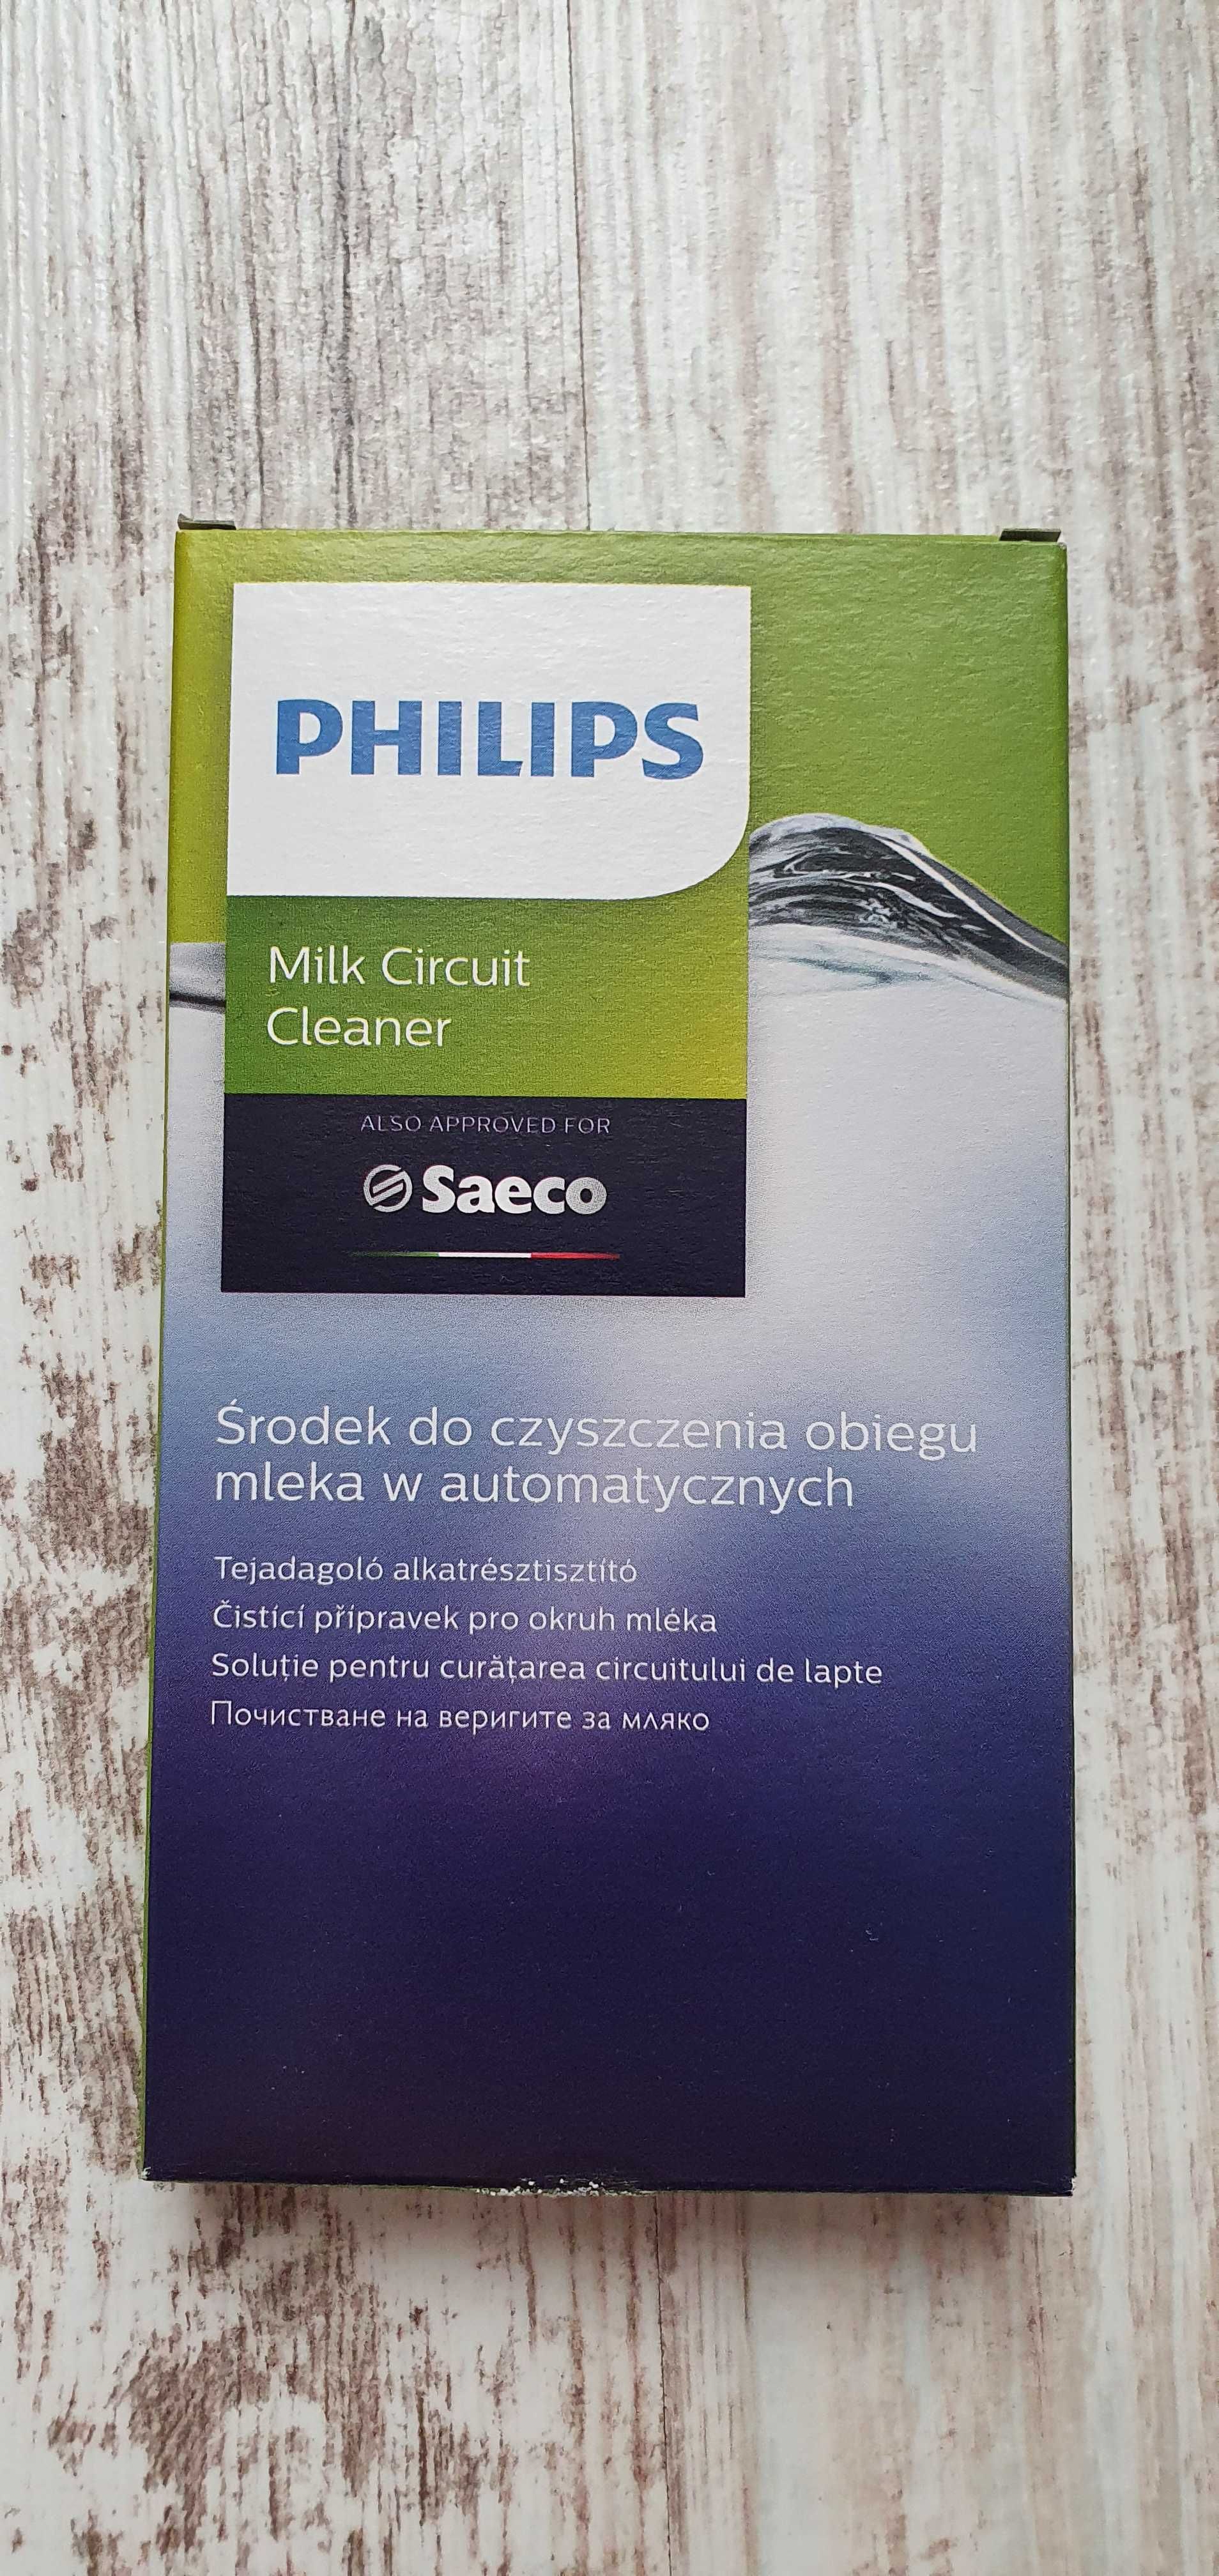 PHILIPS
Milk Circuit
Cleaner
ALSO APPROVED FOR
Saeco
Środek do czyszczenia obiegu
mleka w automatycznych
Tejadagoló alkatrésztisztító
Čistící přípravek pro okruh mléka
Soluție pentru curățarea circuitului de lapte
Почистване на веригите за мляко